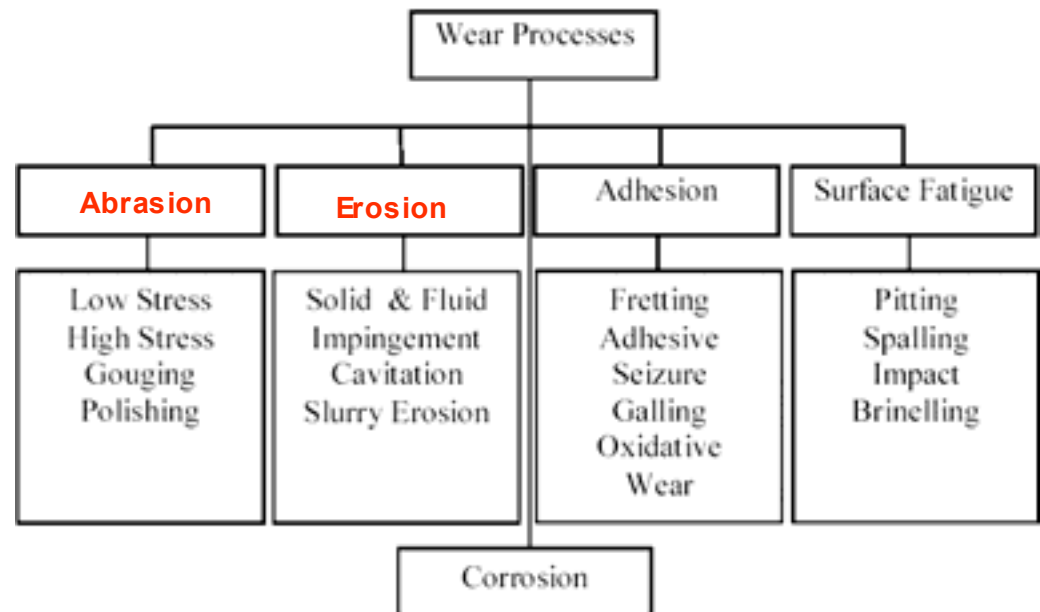 Wear Processes
Abrasion
Erosion
Adhesion
Surface Fatigue
Low Stress
High Stress
Gouging
Polishing
Solid & Fluid
Impingement
Cavitation
Slurry Erosion
Fretting
Adhesive
Seizure
Galling
Oxidative
Wear
Pitting
Spalling
Impact
Brinelling
Corrosion